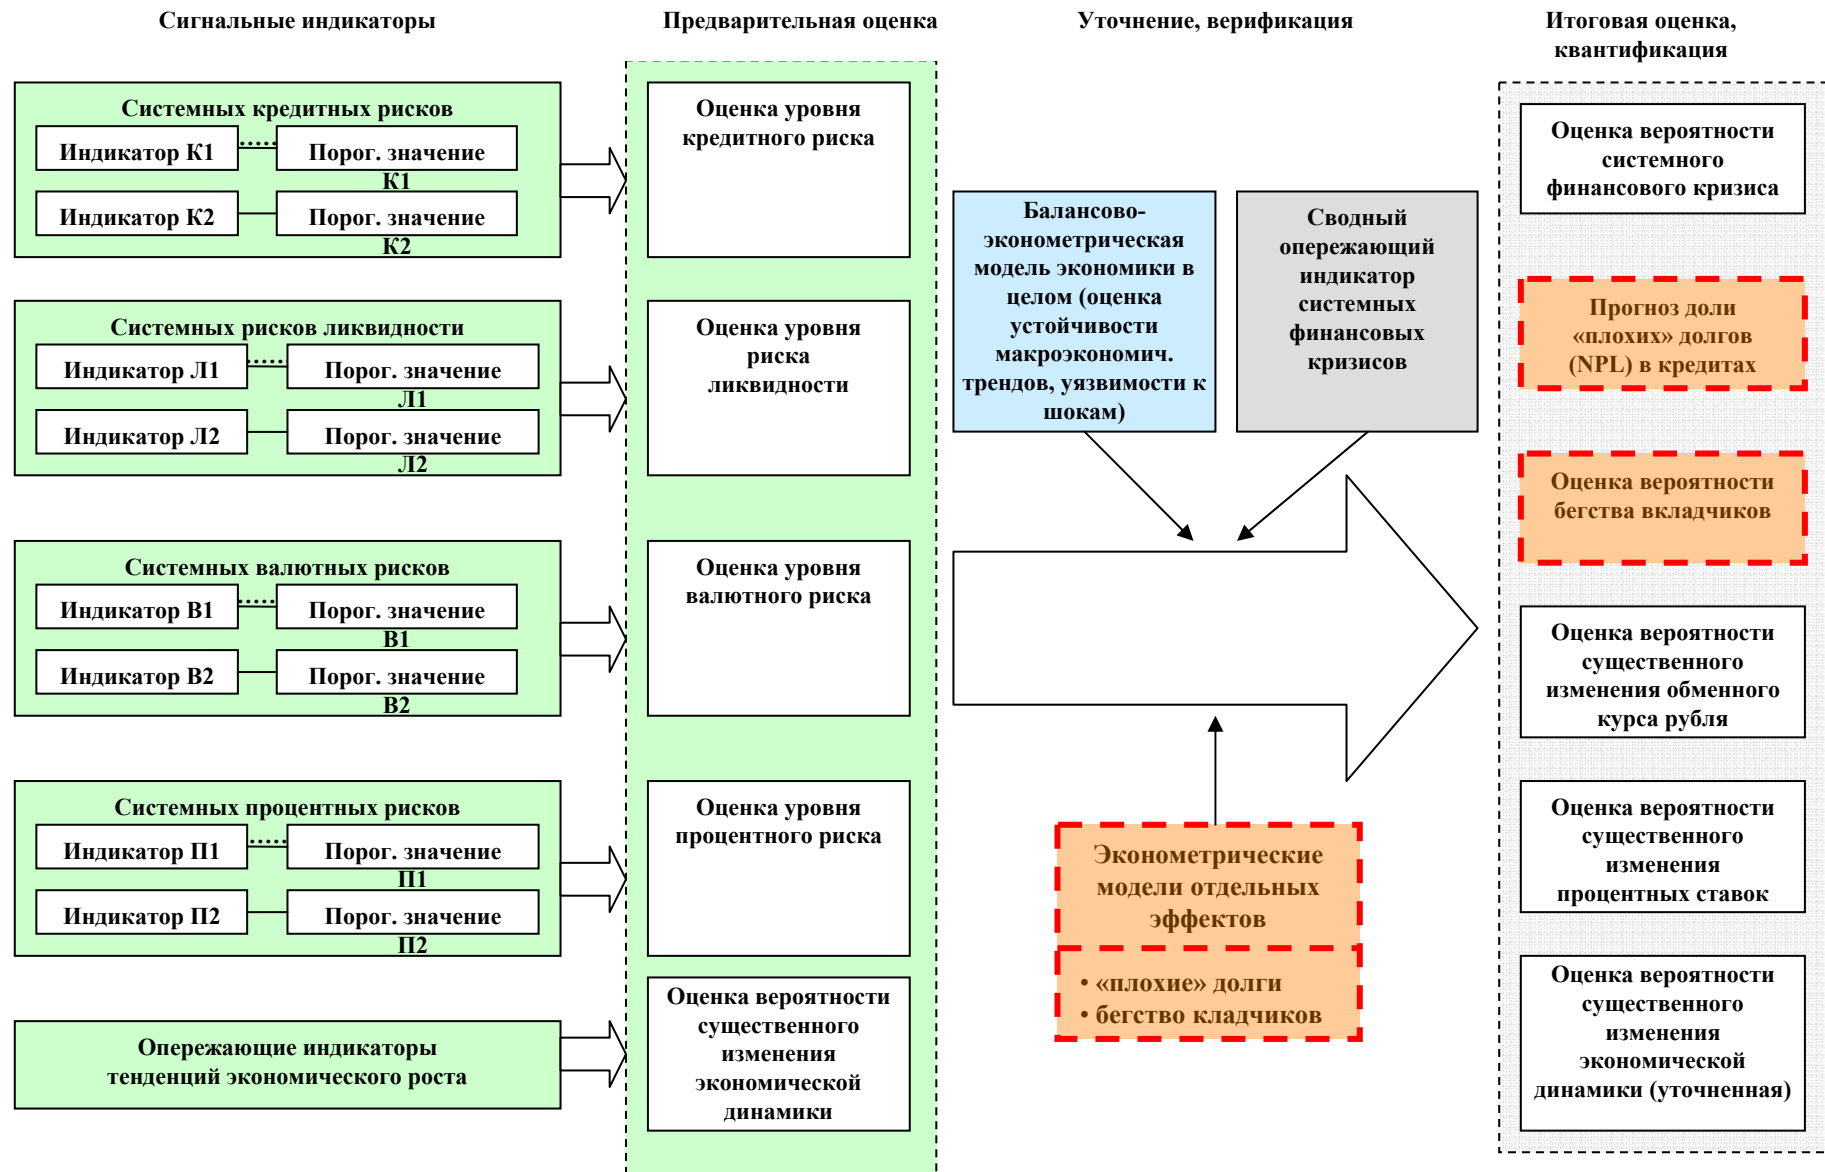 Сигнальные индикаторы
Предварительная оценка
Уточнение, верификация
Итоговая оценка,
квантификация
Системных кредитных рисков
Индикатор К1
.....
Порог. значение
К1
Индикатор К2
Порог. значение
К2
Системных рисков ликвидности
Индикатор Л1
.....
Порог. значение
Л1
Индикатор Л2
Порог. значение
Л2
Системных валютных рисков
Индикатор В1
.....
Порог. значение
В1
Индикатор В2
Порог. значение
В2
Системных процентных рисков
Индикатор П1
.....
Порог. значение
П1
Индикатор П2
Порог. значение
П2
Опережающие индикаторы
тенденций экономического роста
Оценка уровня
кредитного риска
Оценка уровня
риска
ликвидности
Оценка уровня
валютного риска
Оценка уровня
процентного риска
Оценка вероятности
существенного
изменения
экономической
динамики
Балансово-
эконометрическая
модель экономики в
целом (оценка
устойчивости
макроэкономич.
трендов, уязвимости к
шокам)
Сводный
опережающий
индикатор
системных
финансовых
кризисов
Эконометрические
модели отдельных
эффектов
• «плохие» долги
• бегство кладчиков
Оценка вероятности
системного
финансового кризиса
Прогноз доли
«плохих» долгов
(NPL) в кредитах
Оценка вероятности
бегства вкладчиков
Оценка вероятности
существенного
изменения обменного
курса рубля
Оценка вероятности
существенного
изменения
процентных ставок
Оценка вероятности
существенного
изменения
экономической
динамики (уточненная)